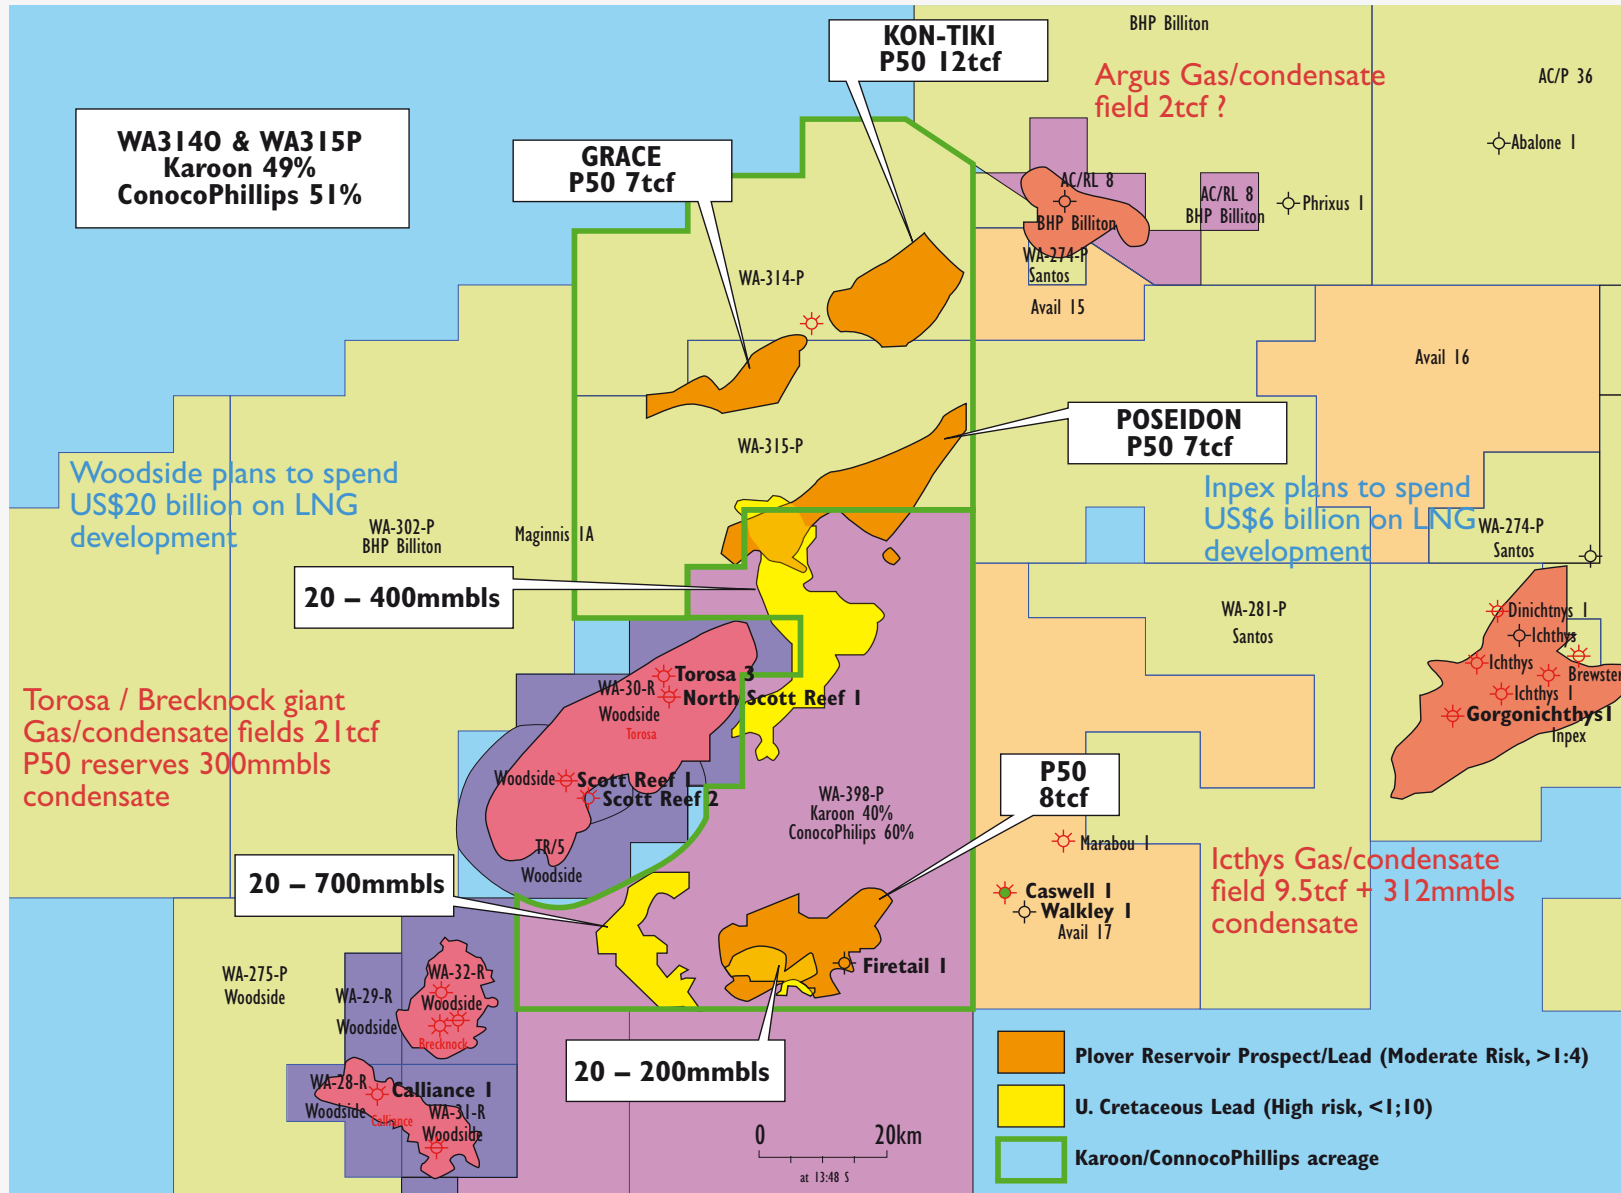 BHP Billiton
KON-TIKI
P50 12tcf
Argus Gas/condensate
field 2tcf ?
AC/P 36
WA314O & WA315P
Karoon 49%
ConocoPhillips 51%
GRACE
P50 7tcf
Abalone 1
AC/RL 8
BHP Billiton
AC/RL 8
BHP Billiton
Phrixus 1
WA-274-P
Santos
WA-314-P
Avail 15
Avail 16
POSEIDON
P50 7tcf
WA-315-P
Woodside plans to spend
US$20 billion on LNG
development
Inpex plans to spend
US$6 billion on LNG
development
WA-302-P
BHP Billiton
Maginnis 1A
WA-274-P
Santos
20 – 400mmbls
WA-281-P
Santos
Dinichtnys 1
Ichthys
Ichthys
Brewster
Ichthys 1
Gorgonichthys1
Inpex
Torosa 3
WA-30-R
North Scott Reef 1
Woodside
Torosa
Torosa / Brecknock giant
Gas/condensate fields 21tcf
P50 reserves 300mmbls
condensate
Woodside
Scott Reef 1
Scott Reef 2
P50
8tcf
WA-398-P
Karoon 40%
ConocoPhilips 60%
TR/5
Woodside
Marabou 1
Icthys Gas/condensate
field 9.5tcf + 312mmbls
condensate
20 – 700mmbls
Caswell 1
Walkley 1
Avail 17
Firetail 1
WA-275-P
Woodside
WA-32-R
Woodside
WA-29-R
Woodside
Brecknock
20 – 200mmbls
WA-28-R
Woodside
Calliance 1
Calliance
WA-31-R
Woodside
0 20km
at 13:48 S
Plover Reservoir Prospect/Lead (Moderate Risk, >1:4)
U. Cretaceous Lead (High risk, <1;10)
Karoon/ConnocoPhillips acreage